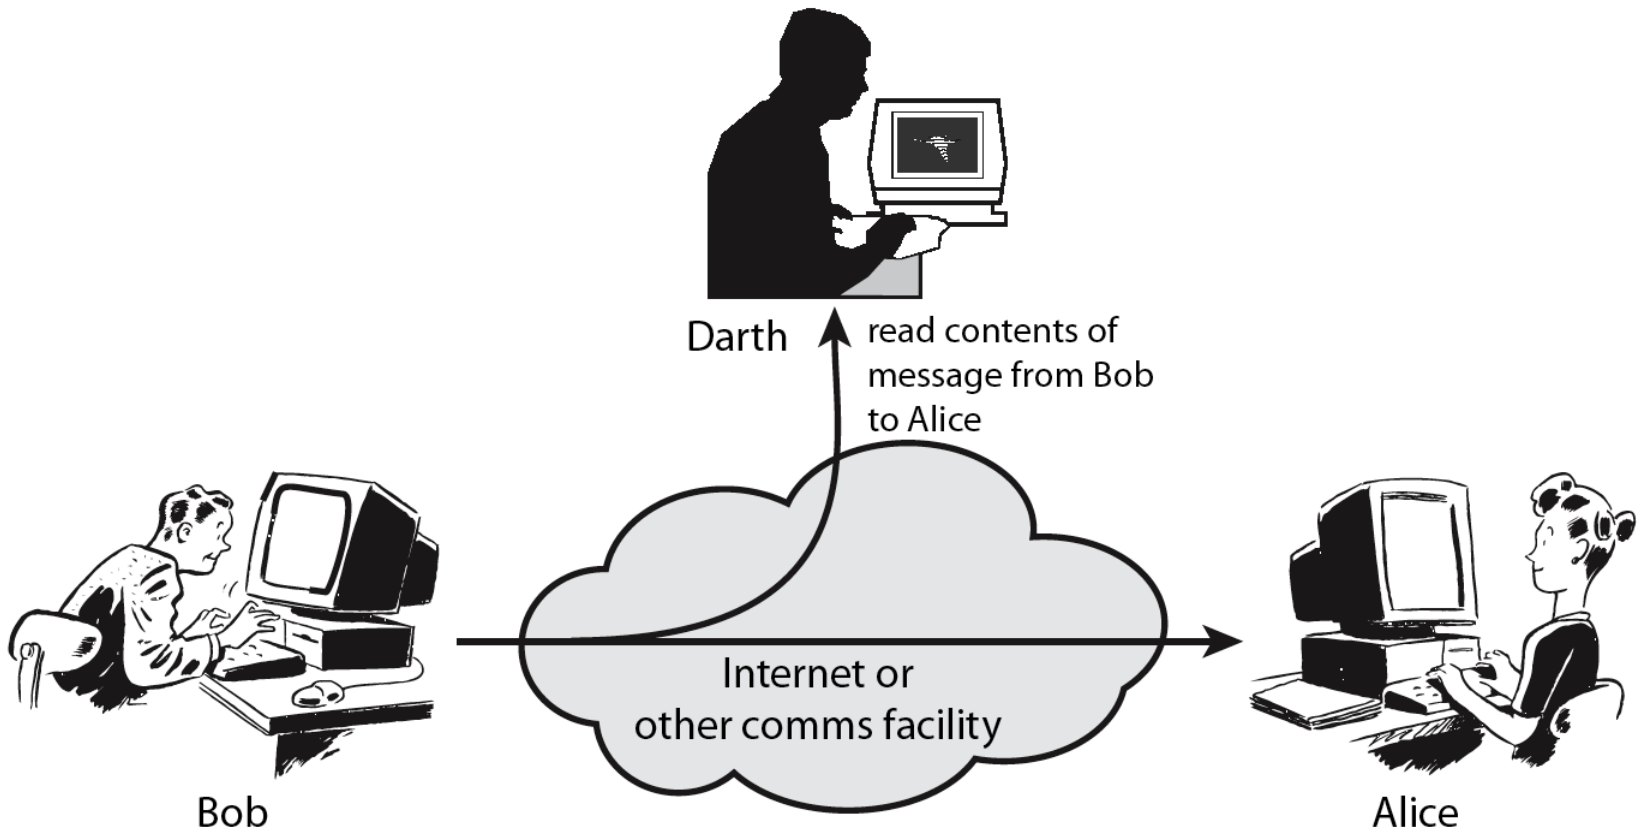 Darth
read contents of
message from Bob
to Alice
Internet or
other comms facility
Bob
Alice